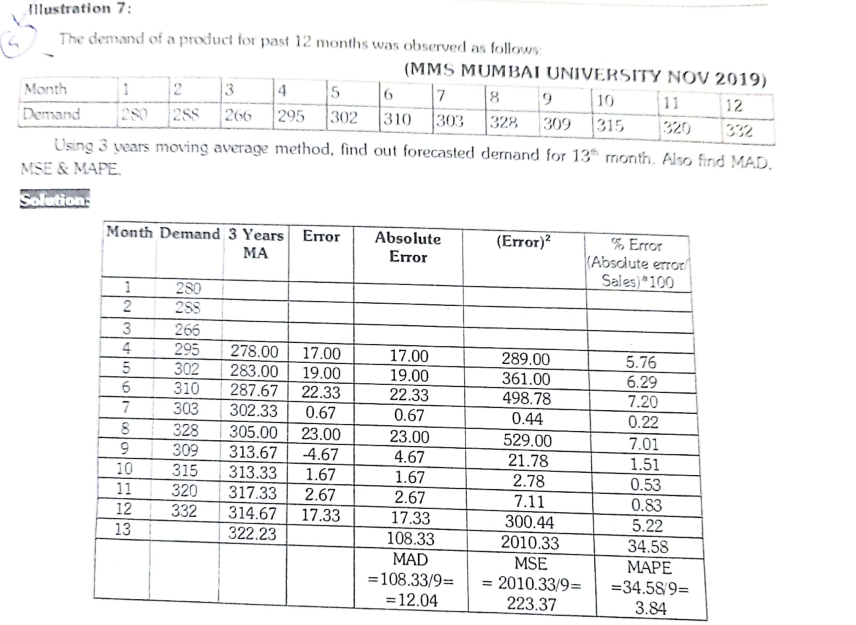 Illustration 7:
The demand of a product for past 12 months was observed as follows:
(MMS MUMBAI UNIVERSITY NOV 2019)
Month 1 2 3 4 5 6 7 8 9 10 11 12
Demand 280 288 266 295 302 310 303 328 309 315 320 332
Using 3 years moving average method, find out forecasted demand for 13th month. Also find MAD,
MSE & MAPE.
Solution:
Month Demand 3 Years Error Absolute (Error)² % Error
MA Error (Absolute error/
Sales)*100
1 280
2 288
3 266
4 295 278.00 17.00 17.00 289.00 5.76
5 302 283.00 19.00 19.00 361.00 6.29
6 310 287.67 22.33 22.33 498.78 7.20
7 303 302.33 0.67 0.67 0.44 0.22
8 328 305.00 23.00 23.00 529.00 7.01
9 309 313.67 -4.67 4.67 21.78 1.51
10 315 313.33 1.67 1.67 2.78 0.53
11 320 317.33 2.67 2.67 7.11 0.83
12 332 314.67 17.33 17.33 300.44 5.22
13 322.23 108.33 2010.33 34.58
MAD MSE MAPE
=108.33/9= = 2010.33/9= =34.58/9=
=12.04 223.37 3.84